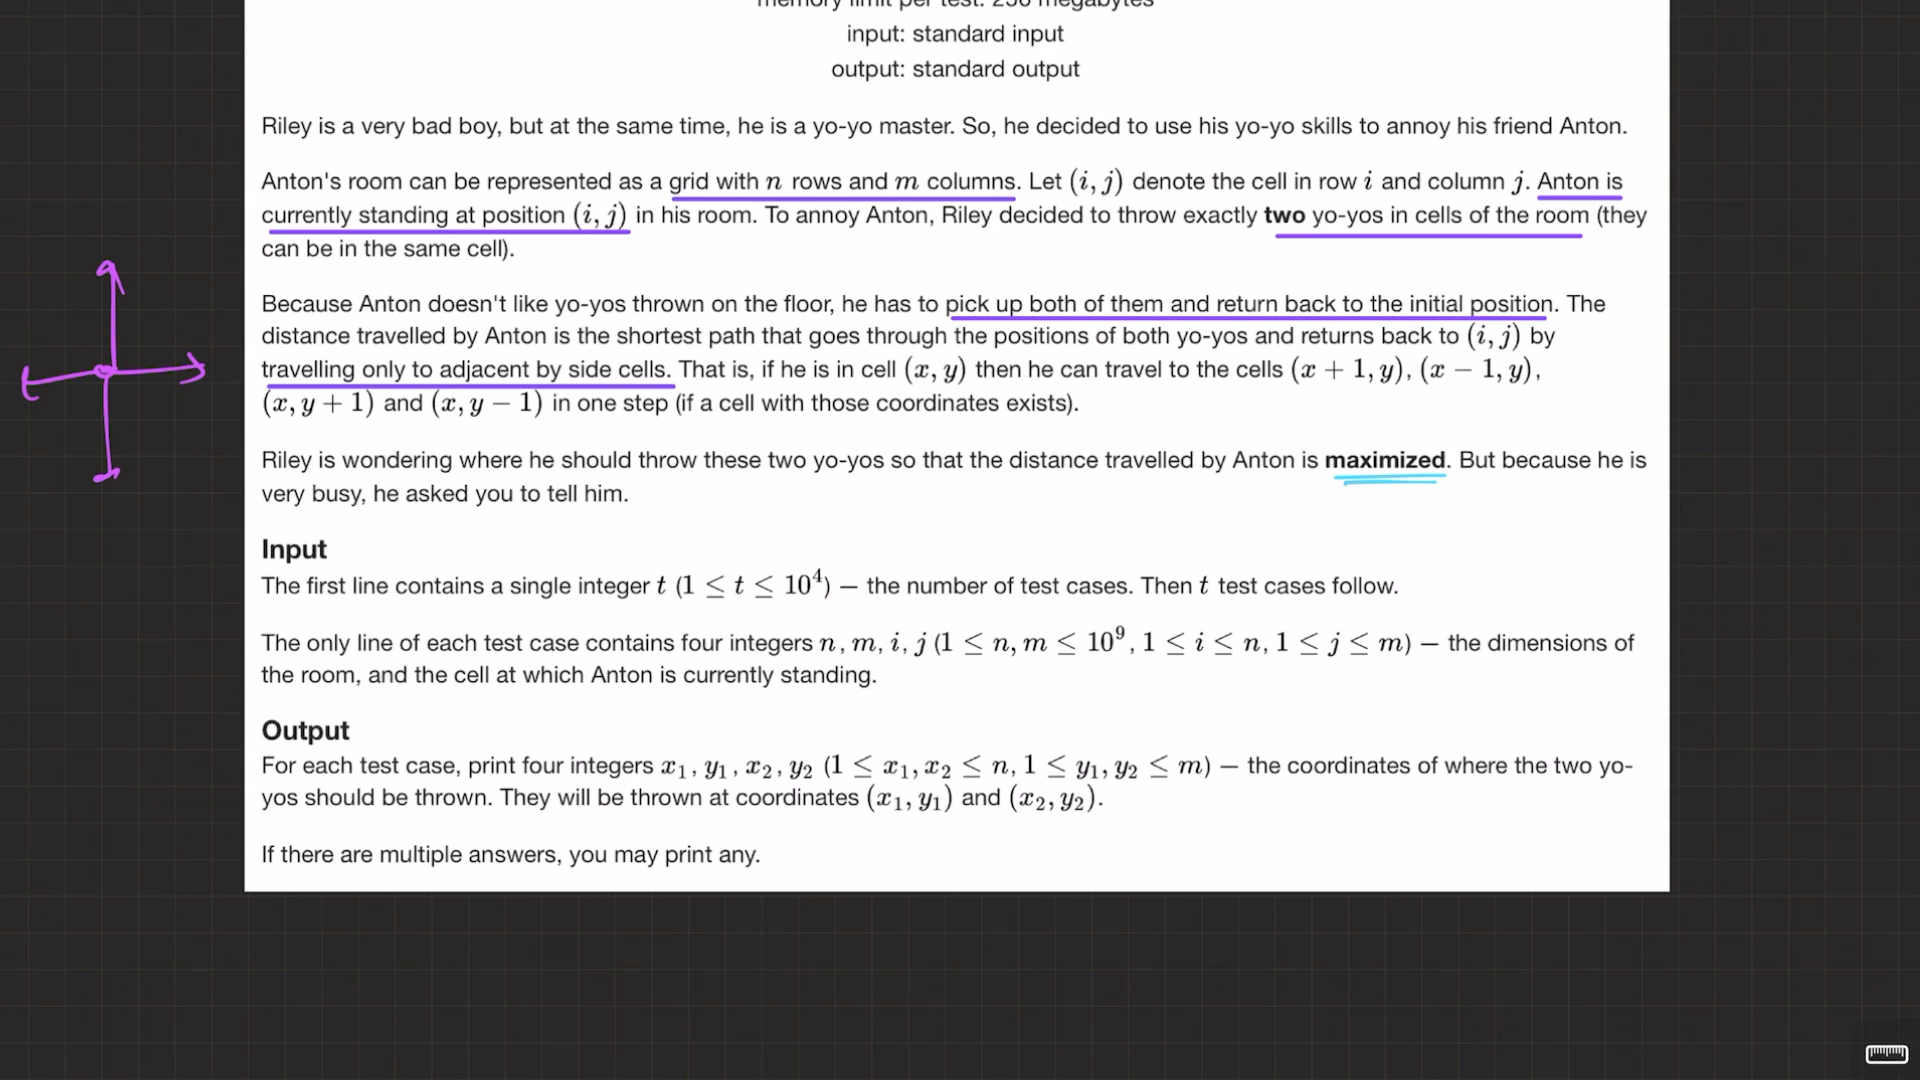 memory limit per test: 256 megabytes
input: standard input
output: standard output
Riley is a very bad boy, but at the same time, he is a yo-yo master. So, he decided to use his yo-yo skills to annoy his friend Anton.
Anton's room can be represented as a grid with n rows and m columns. Let (i, j) denote the cell in row i and column j. Anton is
currently standing at position (i, j) in his room. To annoy Anton, Riley decided to throw exactly two yo-yos in cells of the room (they
can be in the same cell).
Because Anton doesn't like yo-yos thrown on the floor, he has to pick up both of them and return back to the initial position. The
distance travelled by Anton is the shortest path that goes through the positions of both yo-yos and returns back to (i, j) by
travelling only to adjacent by side cells. That is, if he is in cell (x, y) then he can travel to the cells (x + 1, y), (x − 1, y),
(x, y + 1) and (x, y − 1) in one step (if a cell with those coordinates exists).
Riley is wondering where he should throw these two yo-yos so that the distance travelled by Anton is maximized. But because he is
very busy, he asked you to tell him.
Input
The first line contains a single integer t (1 ≤ t ≤ 10⁴) — the number of test cases. Then t test cases follow.
The only line of each test case contains four integers n, m, i, j (1 ≤ n, m ≤ 10⁹, 1 ≤ i ≤ n, 1 ≤ j ≤ m) — the dimensions of
the room, and the cell at which Anton is currently standing.
Output
For each test case, print four integers x₁, y₁, x₂, y₂ (1 ≤ x₁, x₂ ≤ n, 1 ≤ y₁, y₂ ≤ m) — the coordinates of where the two yo-
yos should be thrown. They will be thrown at coordinates (x₁, y₁) and (x₂, y₂).
If there are multiple answers, you may print any.